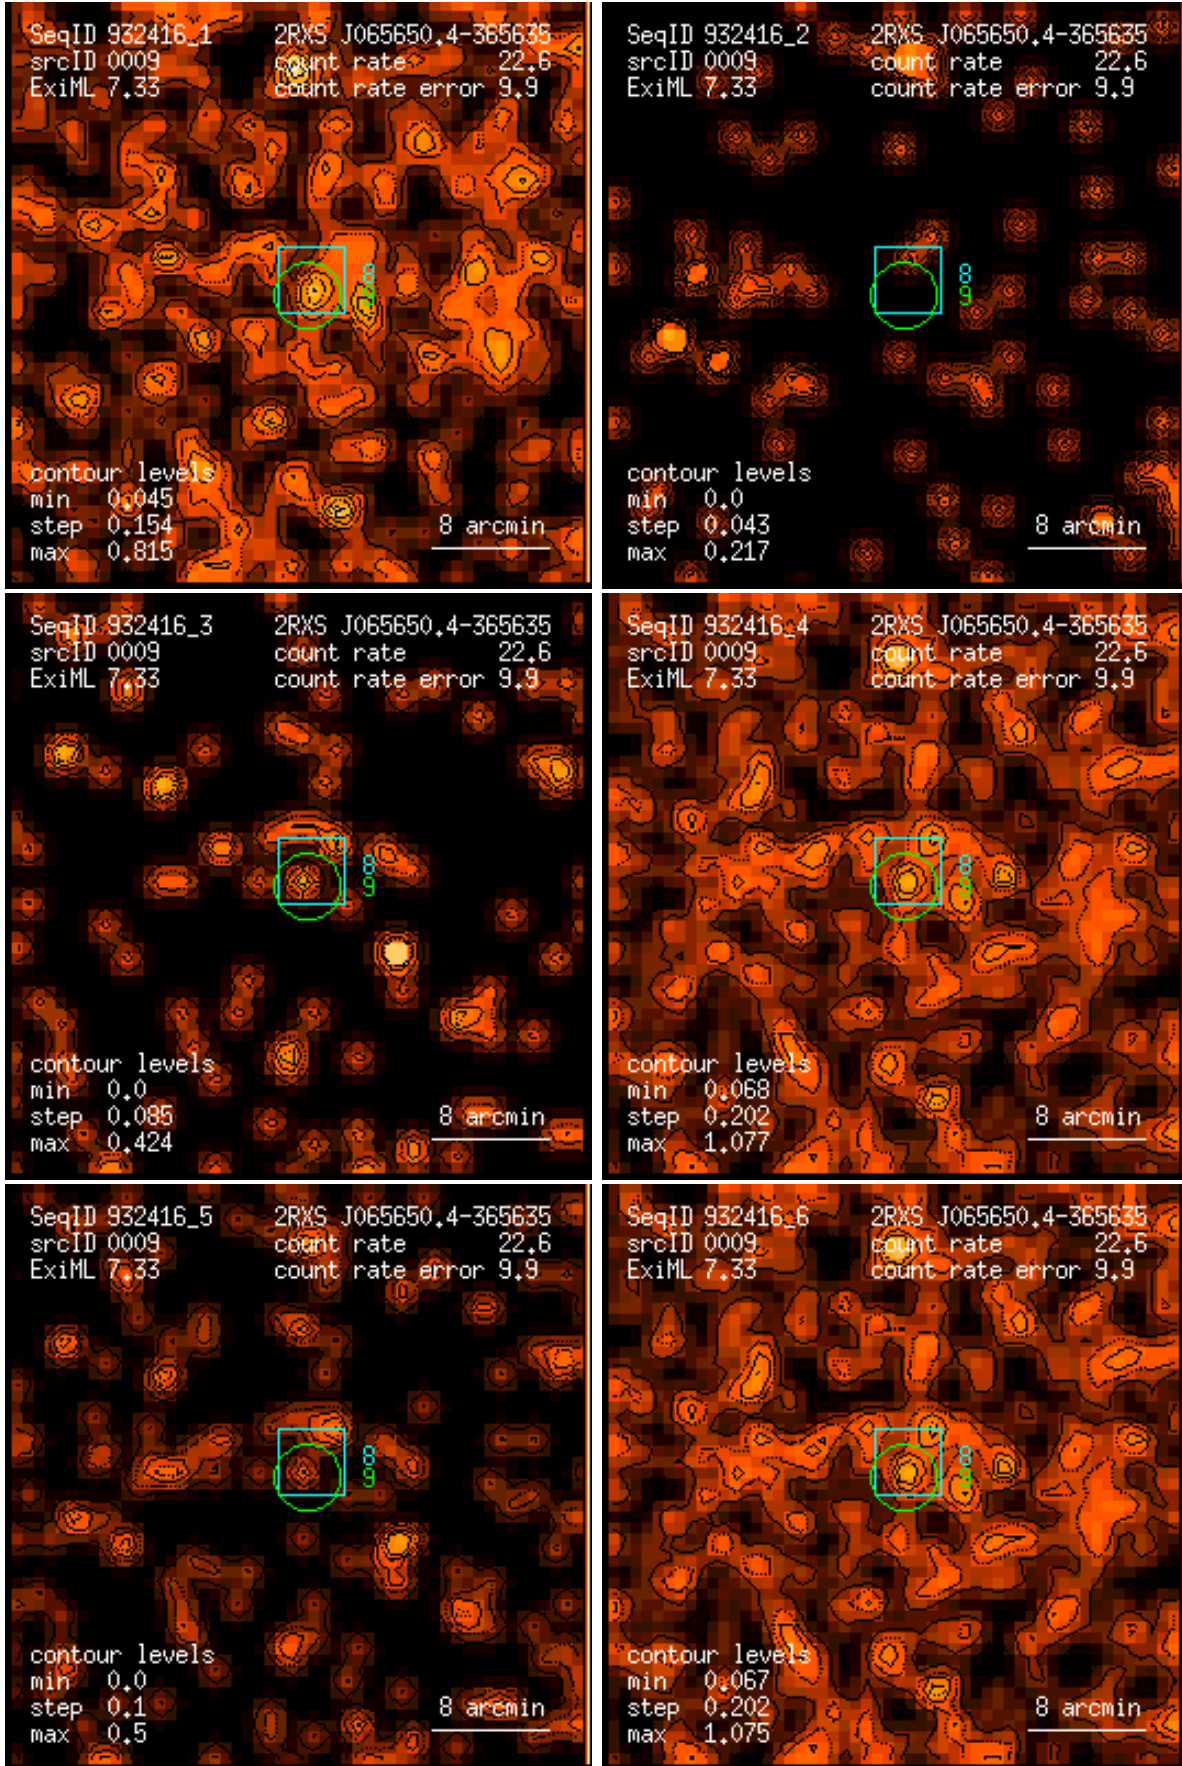 SeqID 932416_1 2RXS J065650.4-365635
srcID 0009 count rate 22.6
ExiML 7.33 count rate error 9.9
8
9
contour levels
min 0.045
step 0.154 8 arcmin
max 0.815
SeqID 932416_2 2RXS J065650.4-365635
srcID 0009 count rate 22.6
ExiML 7.33 count rate error 9.9
8
9
contour levels
min 0.0
step 0.043 8 arcmin
max 0.217
SeqID 932416_3 2RXS J065650.4-365635
srcID 0009 count rate 22.6
ExiML 7.33 count rate error 9.9
8
9
contour levels
min 0.0
step 0.085 8 arcmin
max 0.424
SeqID 932416_4 2RXS J065650.4-365635
srcID 0009 count rate 22.6
ExiML 7.33 count rate error 9.9
8
9
contour levels
min 0.068
step 0.202 8 arcmin
max 1.077
SeqID 932416_5 2RXS J065650.4-365635
srcID 0009 count rate 22.6
ExiML 7.33 count rate error 9.9
8
9
contour levels
min 0.0
step 0.1 8 arcmin
max 0.5
SeqID 932416_6 2RXS J065650.4-365635
srcID 0009 count rate 22.6
ExiML 7.33 count rate error 9.9
8
9
contour levels
min 0.067
step 0.202 8 arcmin
max 1.075